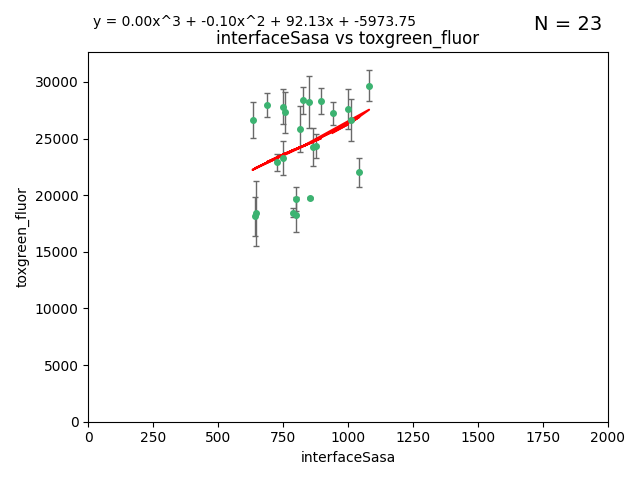 y = 0.00x^3 + -0.10x^2 + 92.13x + -5973.75
N = 23
interfaceSasa vs toxgreen_fluor
30000
25000
20000
15000
10000
5000
0
toxgreen_fluor
0 250 500 750 1000 1250 1500 1750 2000
interfaceSasa